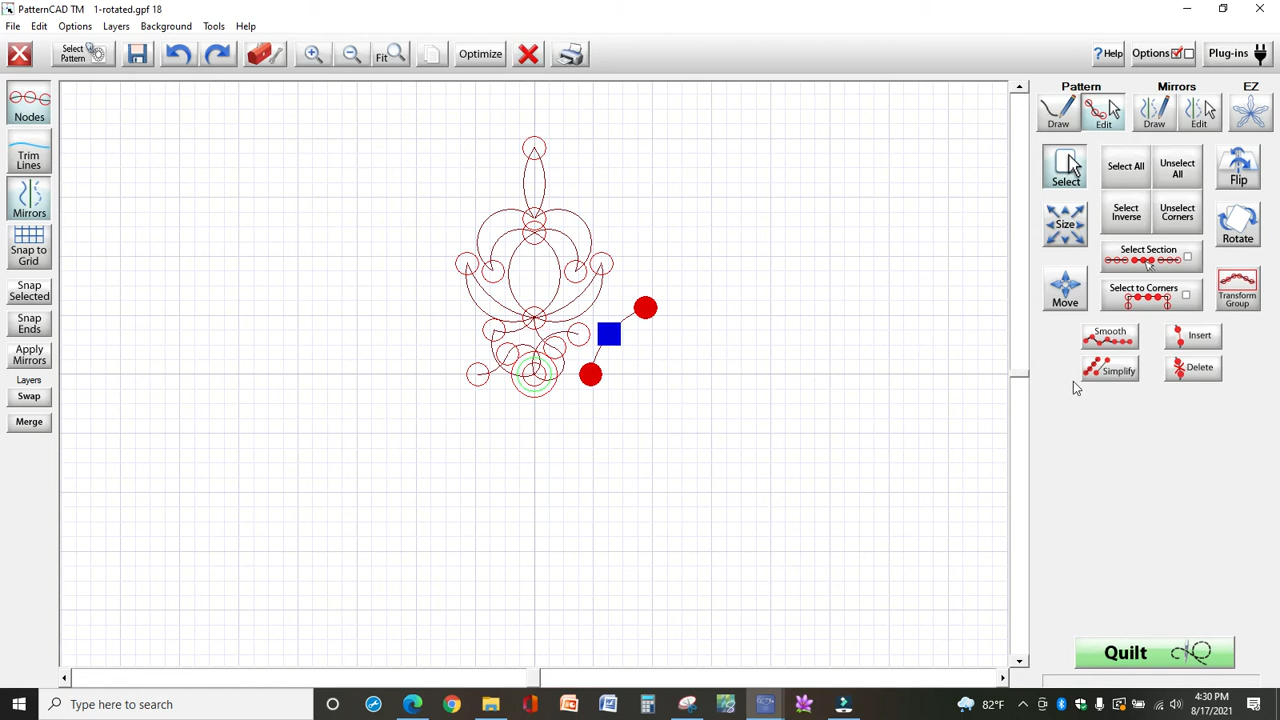 PatternCAD TM 1-rotated.gpf 18
File Edit Options Layers Background Tools Help
Select Pattern
Fit
Optimize
?Help
Options
Plug-ins
Nodes
Trim Lines
Mirrors
Snap to Grid
Snap Selected
Snap Ends
Apply Mirrors
Layers
Swap
Merge
Pattern Mirrors EZ
Draw Edit Draw Edit
Select
Select All
Unselect All
Flip
Size
Select Inverse
Unselect Corners
Rotate
Select Section
Move
Select to Corners
Transform Group
Smooth
Insert
Simplify
Delete
Quilt
Type here to search
82°F
4:30 PM
8/17/2021